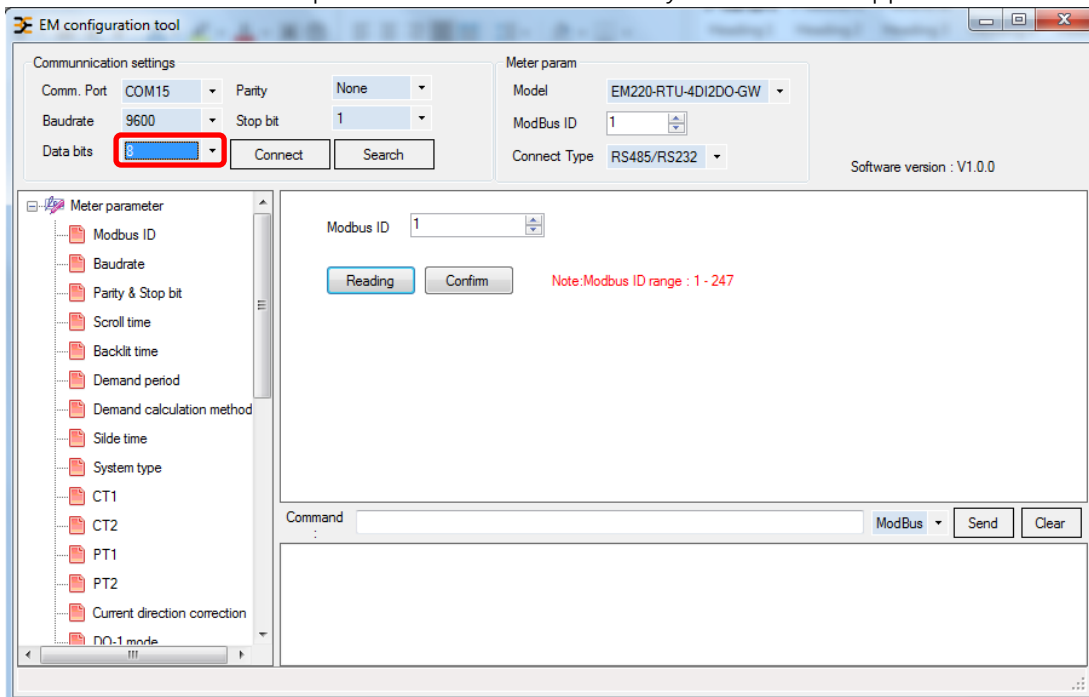 EM configuration tool
Communnication settings
Comm. Port COM15 Parity None
Baudrate 9600 Stop bit 1
Data bits 8 Connect Search
Meter param
Model EM220-RTU-4DI2DO-GW
ModBus ID 1
Connect Type RS485/RS232
Software version : V1.0.0
Meter parameter
Modbus ID
Baudrate
Parity & Stop bit
Scroll time
Backlit time
Demand period
Demand calculation method
Silde time
System type
CT1
CT2
PT1
PT2
Current direction correction
DO-1 mode
Modbus ID 1
Reading Confirm Note:Modbus ID range : 1 - 247
Command
:
ModBus Send Clear